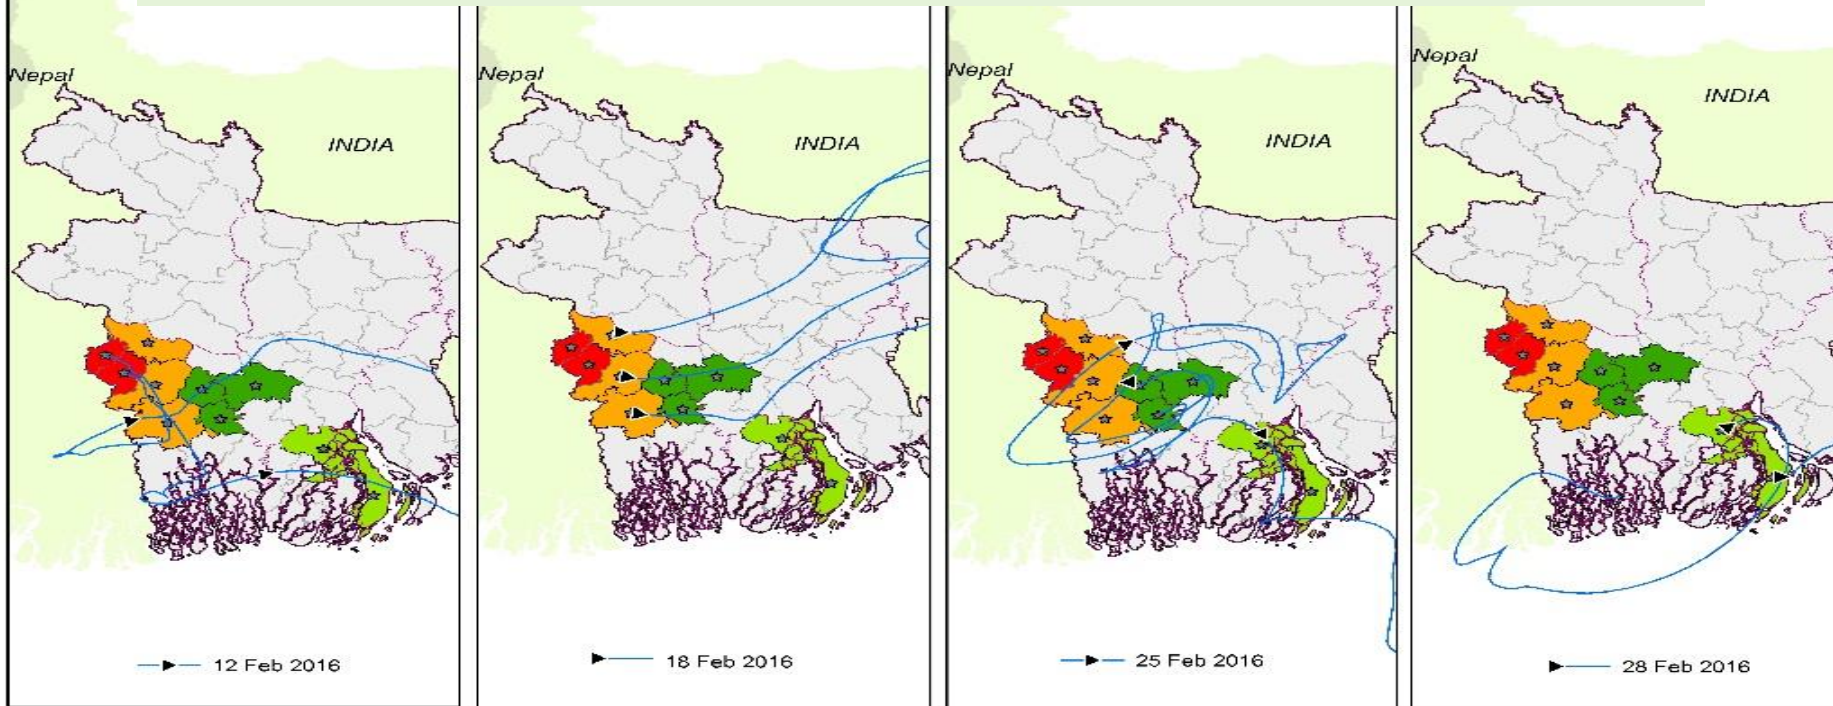 Nepal
INDIA
12 Feb 2016
Nepal
INDIA
18 Feb 2016
Nepal
INDIA
25 Feb 2016
Nepal
INDIA
28 Feb 2016